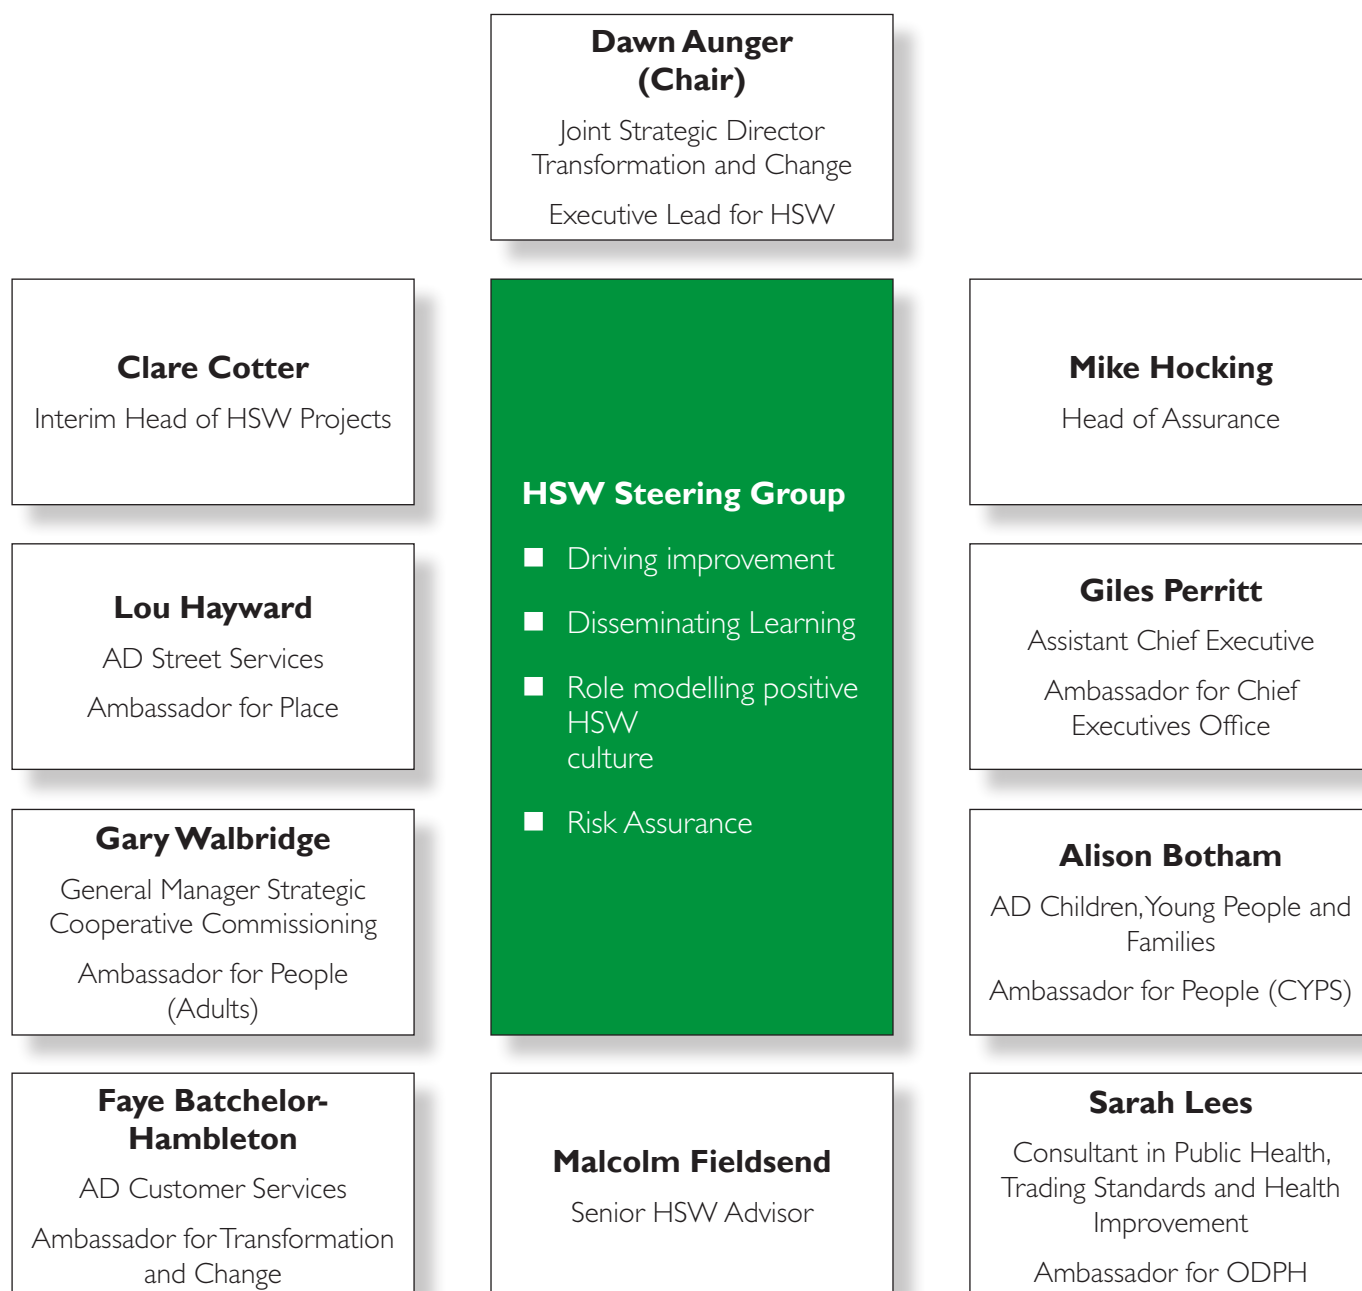 Dawn Aunger
(Chair)
Joint Strategic Director
Transformation and Change
Executive Lead for HSW
Clare Cotter
Interim Head of HSW Projects
Lou Hayward
AD Street Services
Ambassador for Place
Gary Walbridge
General Manager Strategic
Cooperative Commissioning
Ambassador for People
(Adults)
Faye Batchelor-
Hambleton
AD Customer Services
Ambassador for Transformation
and Change
HSW Steering Group
Driving improvement
Disseminating Learning
Role modelling positive
HSW
culture
Risk Assurance
Malcolm Fieldsend
Senior HSW Advisor
Mike Hocking
Head of Assurance
Giles Perritt
Assistant Chief Executive
Ambassador for Chief
Executives Office
Alison Botham
AD Children, Young People and
Families
Ambassador for People (CYPS)
Sarah Lees
Consultant in Public Health,
Trading Standards and Health
Improvement
Ambassador for ODPH